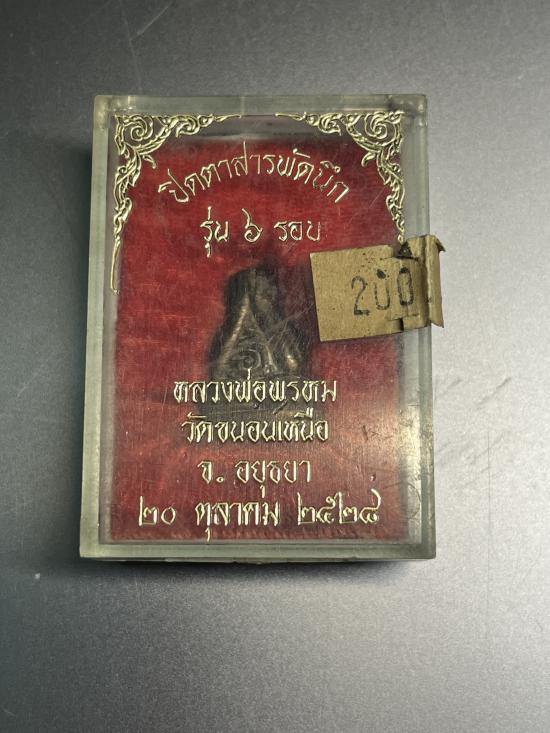 ปิดตาสารพัดนึก
รุ่น ๖ รอบ
200
หลวงพ่อพรหม
วัดขนอนเหนือ
จ. อยุธยา
๒๐ ตุลาคม ๒๕๒๘